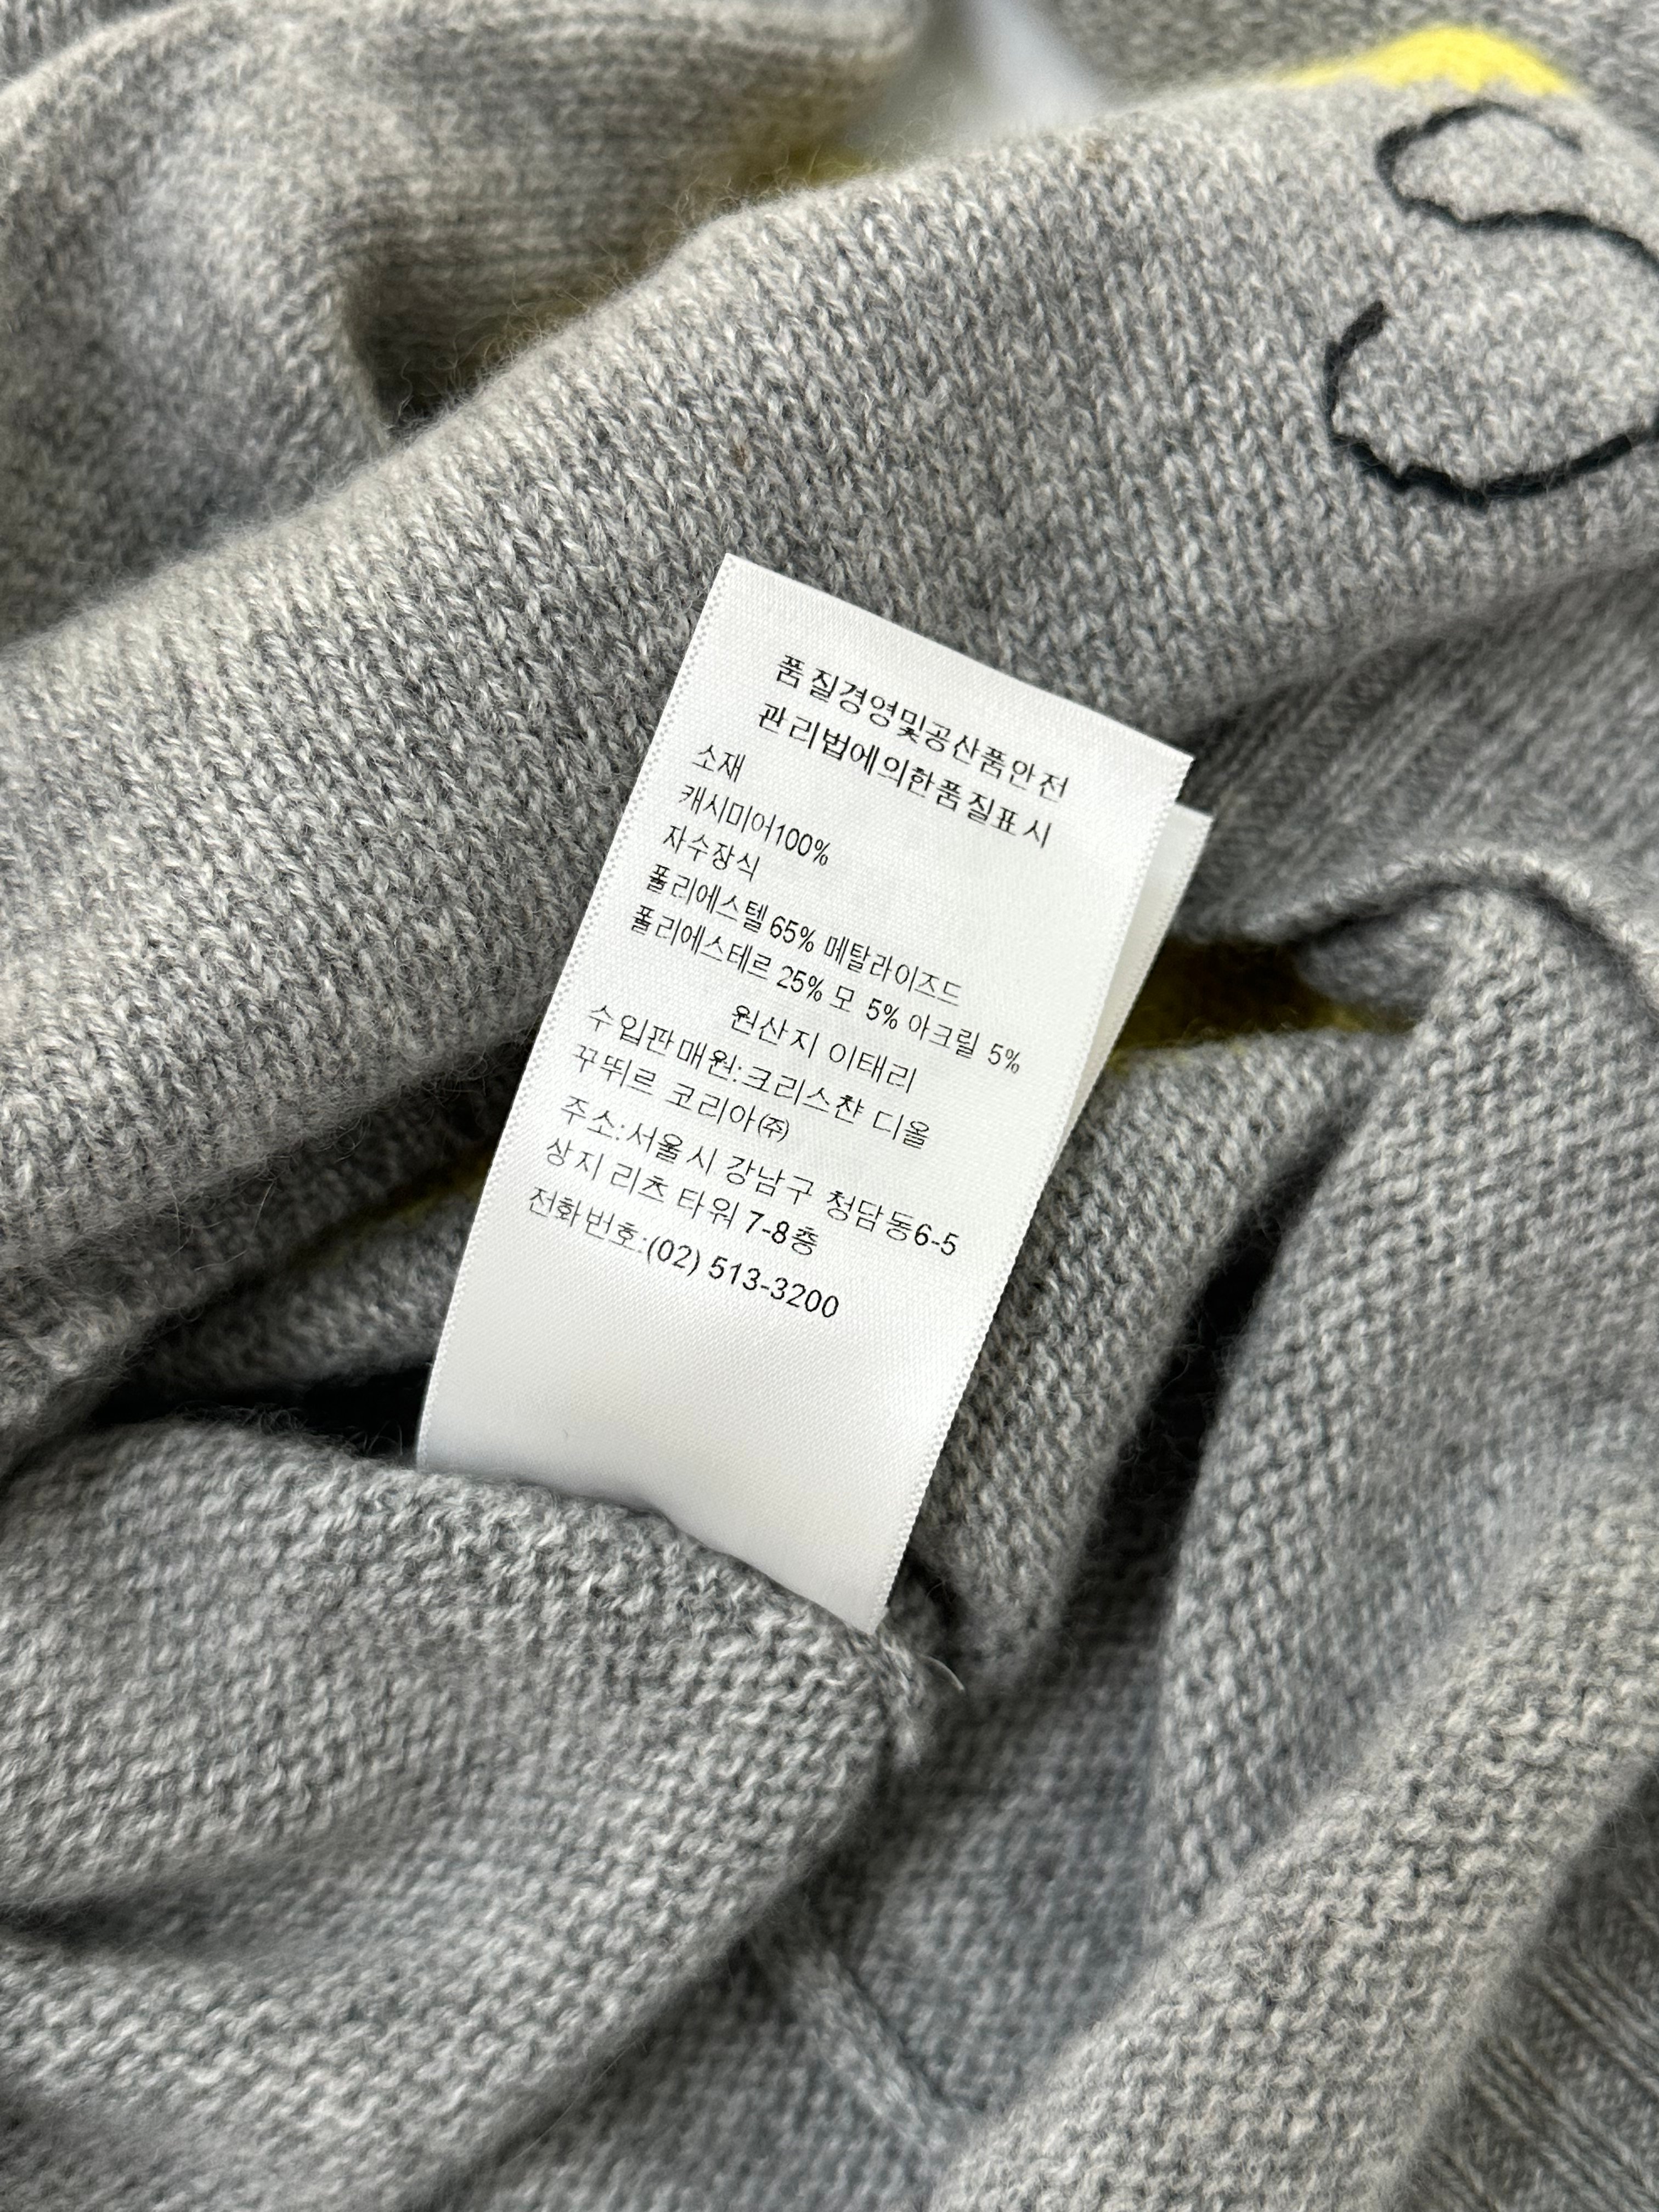 품질경영및공산품안전
관리법에의한품질표시
소재
캐시미어100%
자수장식
폴리에스텔 65% 메탈라이즈드
폴리에스테르 25% 모 5% 아크릴 5%
원산지 이태리
수입판매원:크리스챤 디올
꾸뛰르 코리아㈜
주소:서울시 강남구 청담동6-5
상지 리츠 타워 7-8층
전화번호:(02) 513-3200